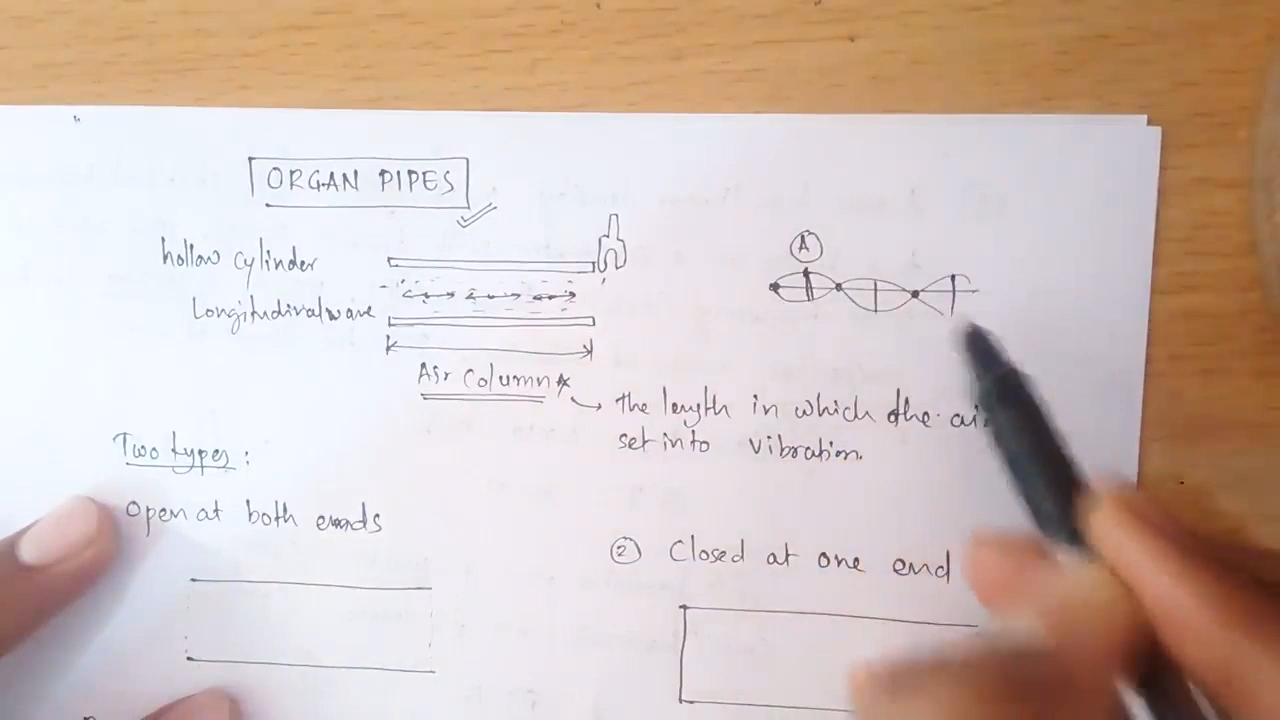 ORGAN PIPES
hollow cylinder
Longitudinal wave
A
Air Column
the length in which the
set into vibration.
Two types:
Open at both ends
② Closed at one end